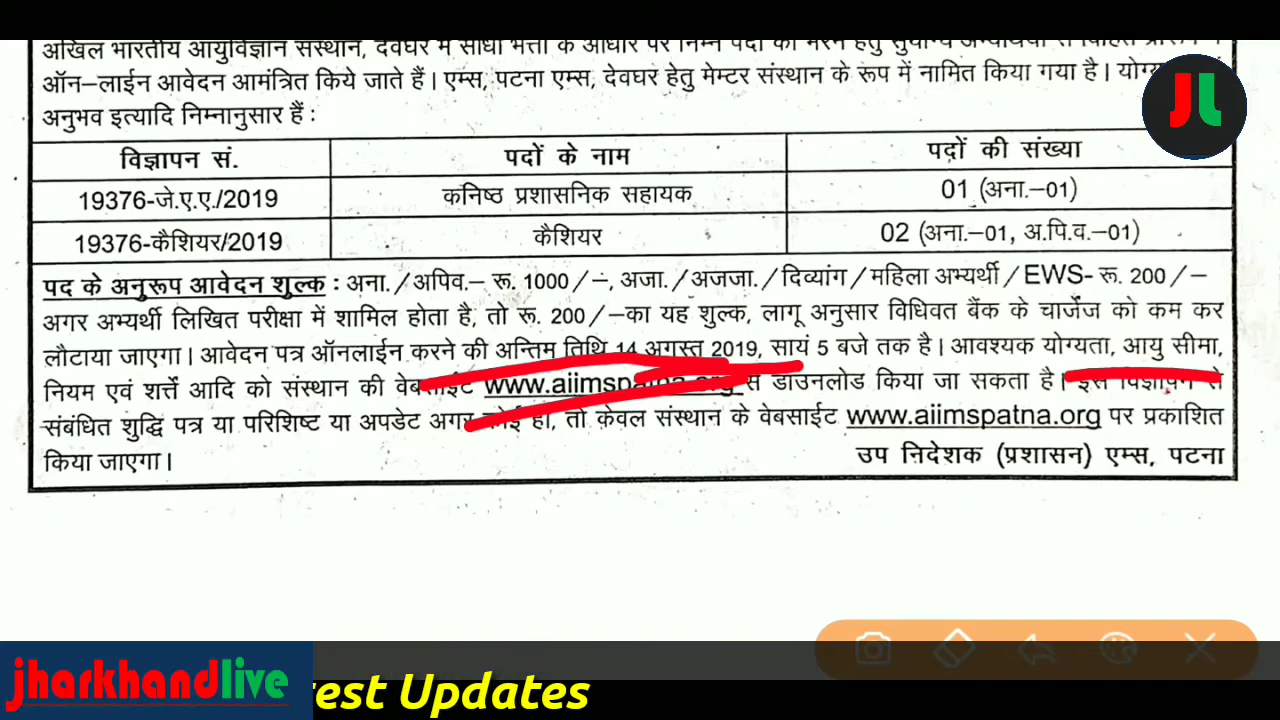 अखिल भारतीय आयुविज्ञान संस्थान, देवघर में सीधी भर्ती के आधार पर निम्न पदों को भरने हेतु सुयोग्य
ऑन–लाईन आवेदन आमंत्रित किये जाते हैं। एम्स, पटना एम्स, देवघर हेतु मेम्टर संस्थान के रूप में नामित किया गया है।
अनुभव इत्यादि निम्नानुसार हैं :
विज्ञापन सं. पदों के नाम पदों की संख्या
19376-जे.ए.ए./2019 कनिष्ठ प्रशासनिक सहायक 01 (अना.–01)
19376-कैशियर/2019 कैशियर 02 (अना.–01, अ.पि.व.–01)
पद के अनुरूप आवेदन शुल्क : अना./अपिव.– रू. 1000/–, अजा./अजजा./दिव्यांग/महिला अभ्यर्थी/EWS- रू. 200/–
अगर अभ्यर्थी लिखित परीक्षा में शामिल होता है, तो रू. 200/–का यह शुल्क, लागू अनुसार विधिवत बैंक के चार्जेज को कम कर
लौटाया जाएगा। आवेदन पत्र ऑनलाईन करने की अन्तिम तिथि 14 अगस्त 2019, सायं 5 बजे तक है। आवश्यक योग्यता, आयु सीमा,
नियम एवं शर्त्तें आदि को संस्थान की वेबसाईट www.aiimspatna.org से डाउनलोड किया जा सकता है। इस विज्ञापन से
संबंधित शुद्धि पत्र या परिशिष्ट या अपडेट अगर कोई हो, तो केवल संस्थान के वेबसाईट www.aiimspatna.org पर प्रकाशित
किया जाएगा।
उप निदेशक (प्रशासन) एम्स, पटना
JL
jharkhandlive
Updates